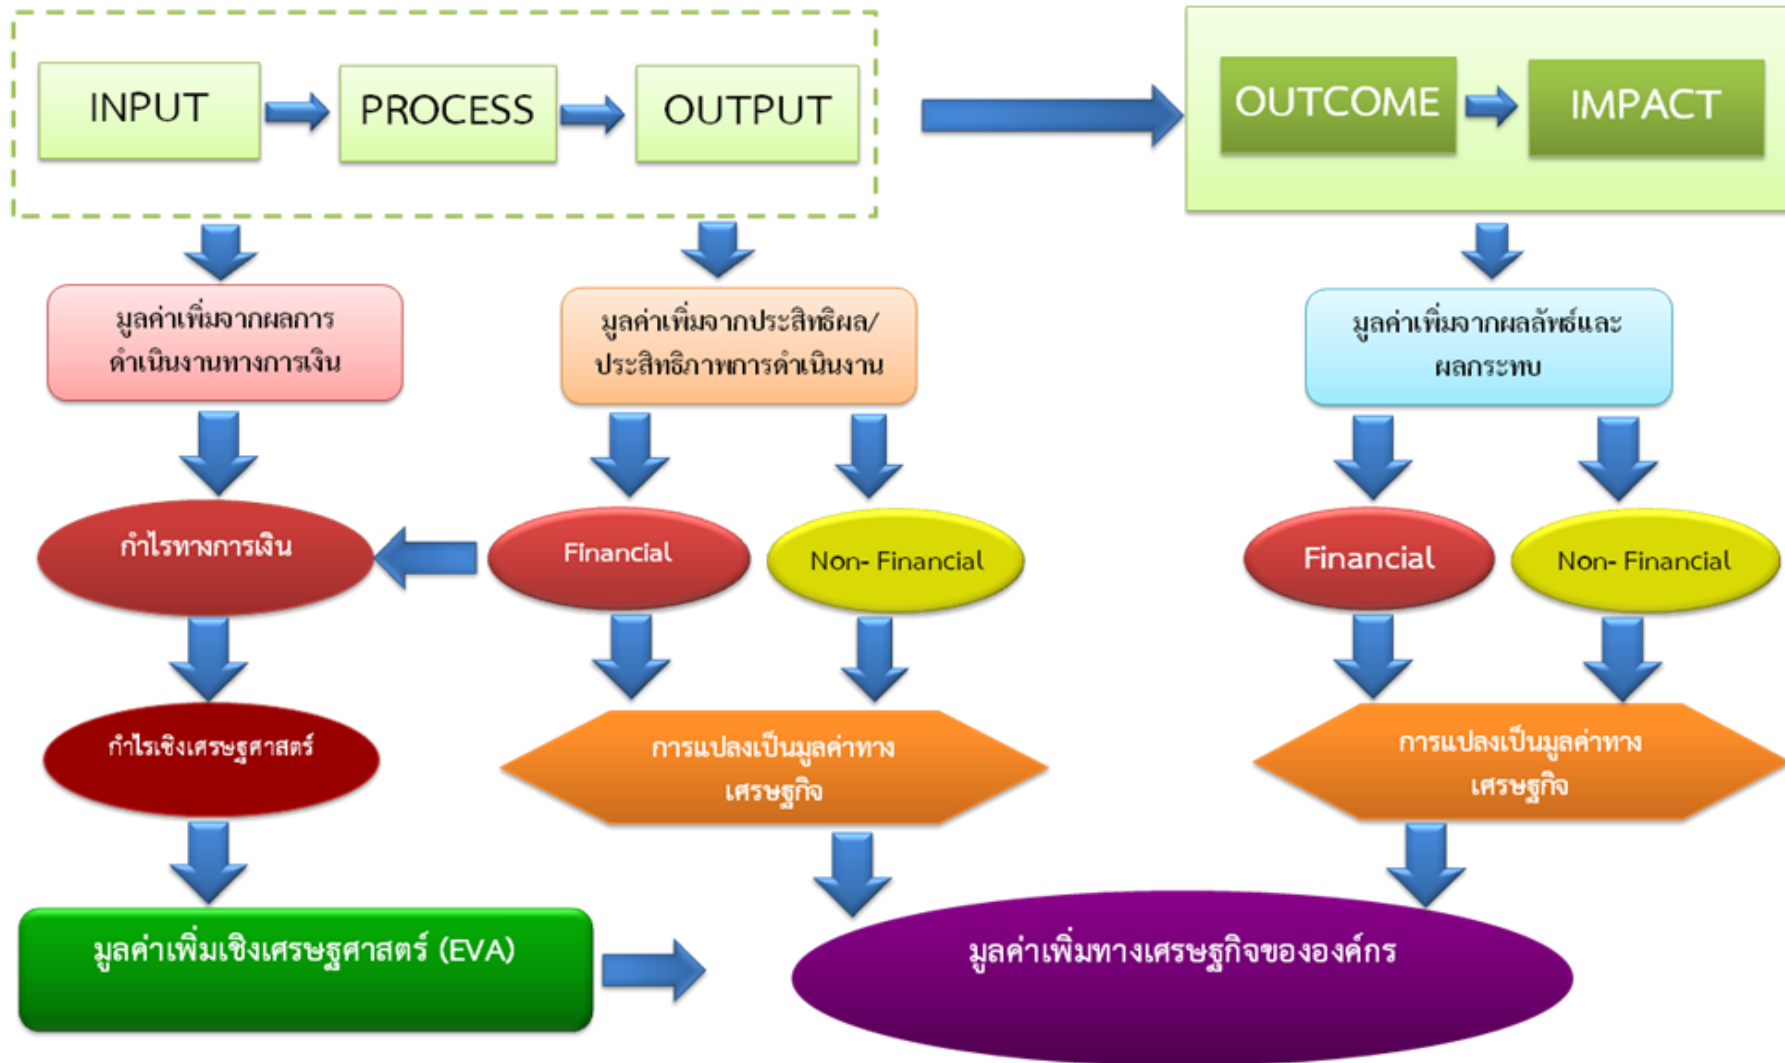 INPUT
PROCESS
OUTPUT
OUTCOME
IMPACT
มูลค่าเพิ่มจากผลการ
ดำเนินงานทางการเงิน
มูลค่าเพิ่มจากประสิทธิผล/
ประสิทธิภาพการดำเนินงาน
มูลค่าเพิ่มจากผลลัพธ์และ
ผลกระทบ
กำไรทางการเงิน
Financial
Non- Financial
Financial
Non- Financial
กำไรเชิงเศรษฐศาสตร์
การแปลงเป็นมูลค่าทาง
เศรษฐกิจ
การแปลงเป็นมูลค่าทาง
เศรษฐกิจ
มูลค่าเพิ่มเชิงเศรษฐศาสตร์ (EVA)
มูลค่าเพิ่มทางเศรษฐกิจขององค์กร